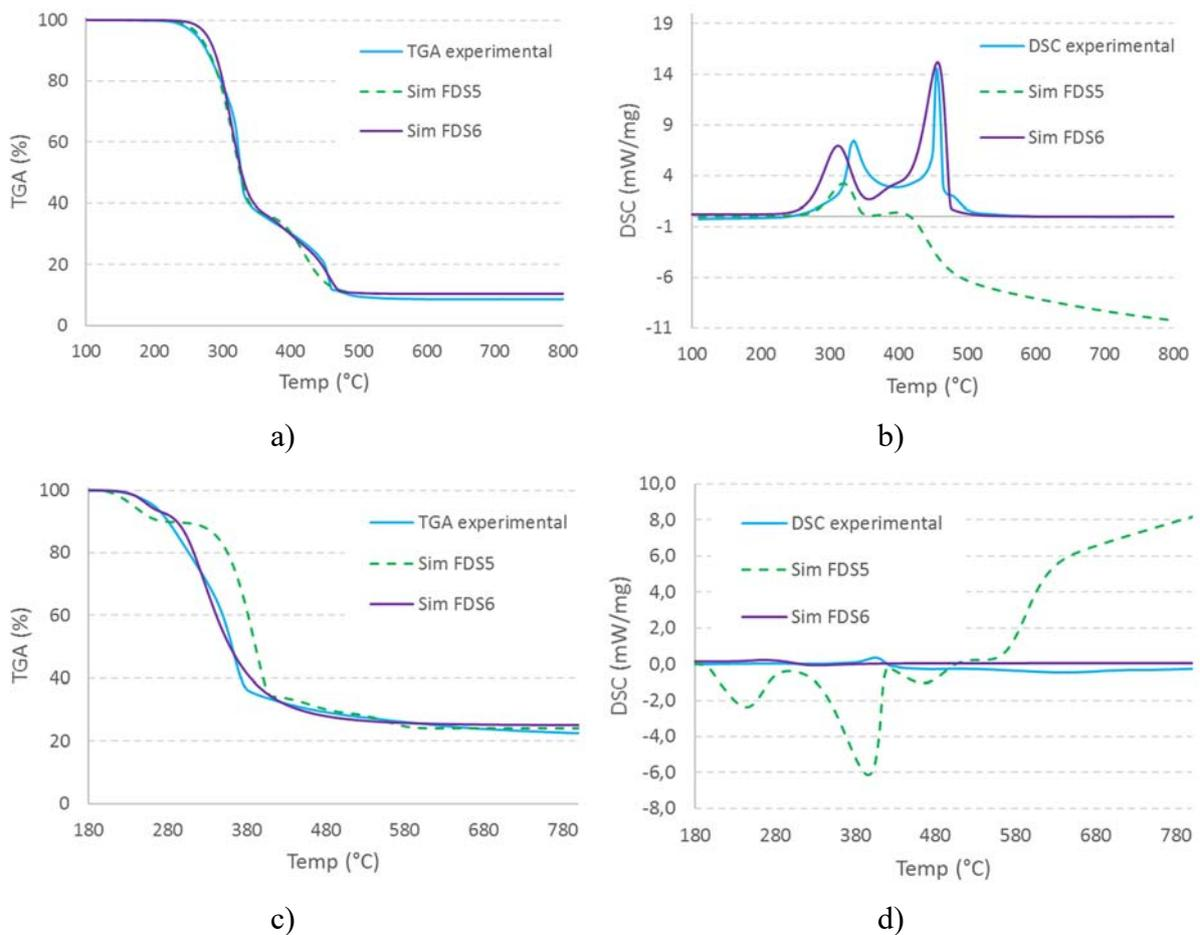 100
80
60
40
20
0
TGA (%)
TGA experimental
Sim FDS5
Sim FDS6
100 200 300 400 500 600 700 800
Temp (°C)
a)
19
14
9
4
-1
-6
-11
DSC (mW/mg)
DSC experimental
Sim FDS5
Sim FDS6
100 200 300 400 500 600 700 800
Temp (°C)
b)
100
80
60
40
20
0
TGA (%)
TGA experimental
Sim FDS5
Sim FDS6
180 280 380 480 580 680 780
Temp (°C)
c)
10,0
8,0
6,0
4,0
2,0
0,0
-2,0
-4,0
-6,0
-8,0
DSC (mW/mg)
DSC experimental
Sim FDS5
Sim FDS6
180 280 380 480 580 680 780
Temp (°C)
d)